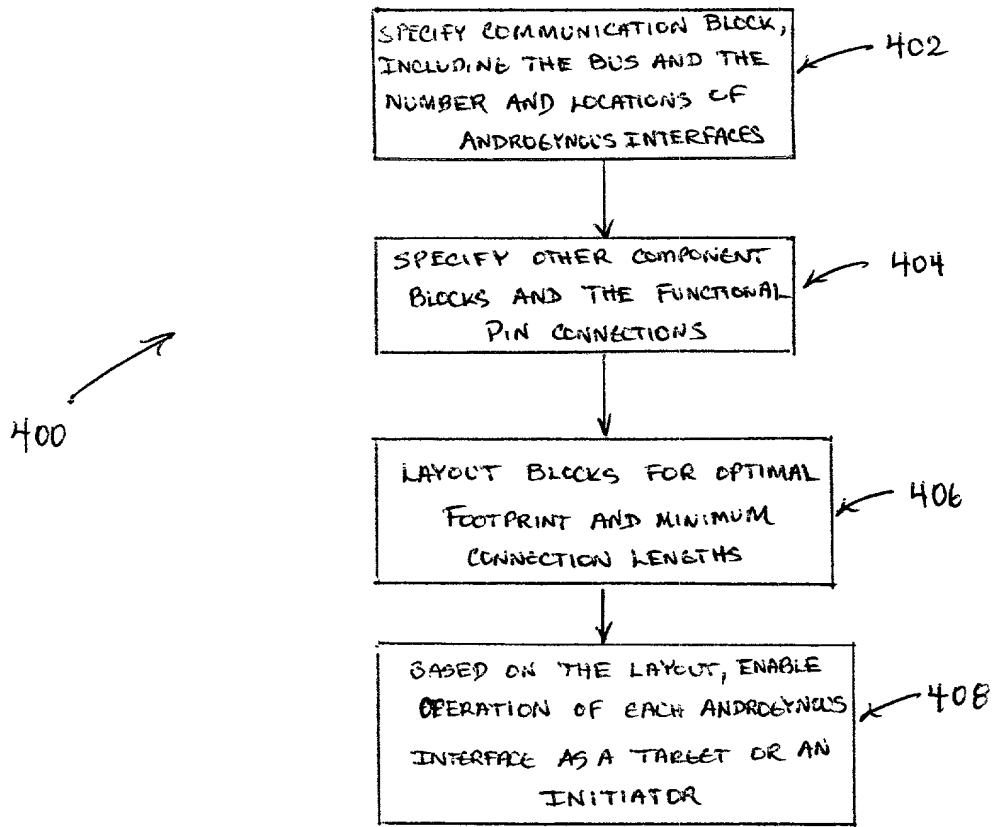 SPECIFY COMMUNICATION BLOCK,
INCLUDING THE BUS AND THE
NUMBER AND LOCATIONS OF
ANDROGYNOUS INTERFACES
402
SPECIFY OTHER COMPONENT
BLOCKS AND THE FUNCTIONAL
PIN CONNECTIONS
404
400
LAYOUT BLOCKS FOR OPTIMAL
FOOTPRINT AND MINIMUM
CONNECTION LENGTHS
406
BASED ON THE LAYOUT, ENABLE
OPERATION OF EACH ANDROGYNOUS
INTERFACE AS A TARGET OR AN
INITIATOR
408